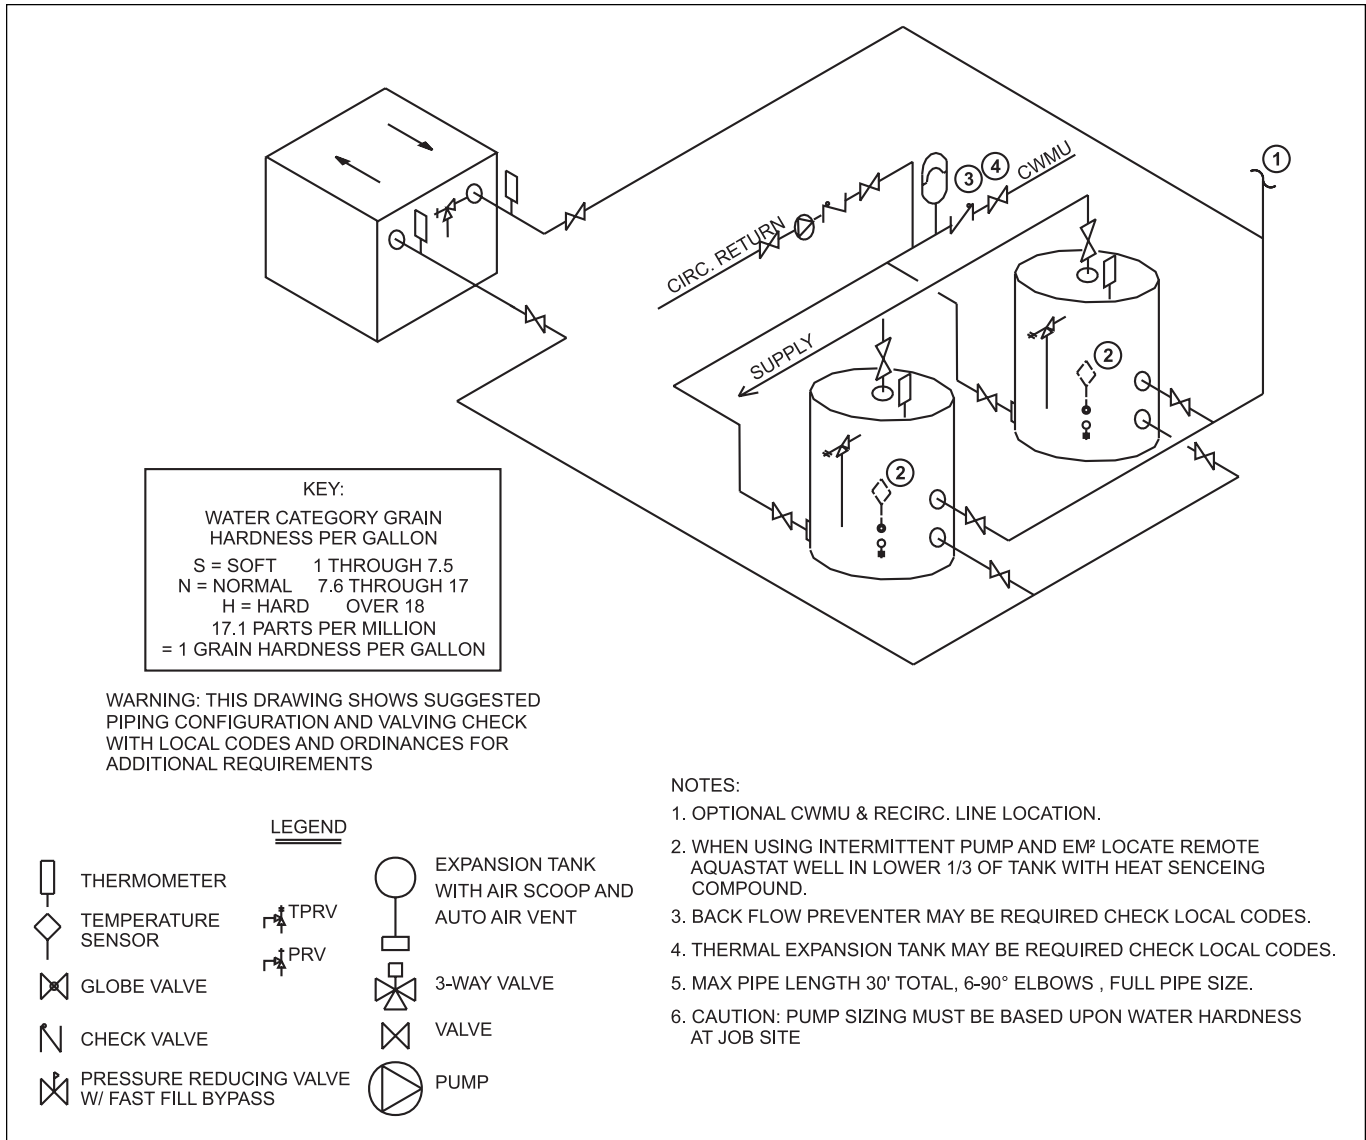 1
3
4
CWMU
CIRC. RETURN
SUPPLY
2
2
KEY:
WATER CATEGORY GRAIN
HARDNESS PER GALLON
S = SOFT 1 THROUGH 7.5
N = NORMAL 7.6 THROUGH 17
H = HARD OVER 18
17.1 PARTS PER MILLION
= 1 GRAIN HARDNESS PER GALLON
WARNING: THIS DRAWING SHOWS SUGGESTED
PIPING CONFIGURATION AND VALVING CHECK
WITH LOCAL CODES AND ORDINANCES FOR
ADDITIONAL REQUIREMENTS
LEGEND
THERMOMETER
TEMPERATURE
SENSOR
GLOBE VALVE
CHECK VALVE
PRESSURE REDUCING VALVE
W/ FAST FILL BYPASS
TPRV
PRV
EXPANSION TANK
WITH AIR SCOOP AND
AUTO AIR VENT
3-WAY VALVE
VALVE
PUMP
NOTES:
1. OPTIONAL CWMU & RECIRC. LINE LOCATION.
2. WHEN USING INTERMITTENT PUMP AND EM² LOCATE REMOTE
AQUASTAT WELL IN LOWER 1/3 OF TANK WITH HEAT SENCEING
COMPOUND.
3. BACK FLOW PREVENTER MAY BE REQUIRED CHECK LOCAL CODES.
4. THERMAL EXPANSION TANK MAY BE REQUIRED CHECK LOCAL CODES.
5. MAX PIPE LENGTH 30' TOTAL, 6-90° ELBOWS , FULL PIPE SIZE.
6. CAUTION: PUMP SIZING MUST BE BASED UPON WATER HARDNESS
AT JOB SITE